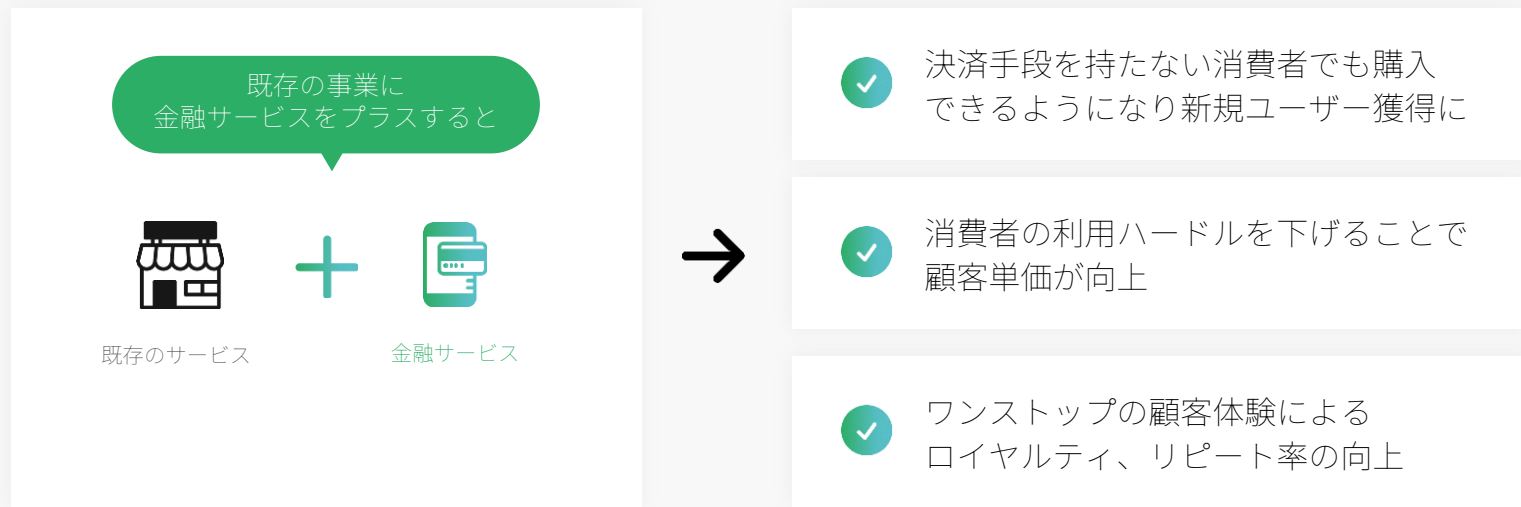 既存の事業に
金融サービスをプラスすると
既存のサービス
金融サービス
決済手段を持たない消費者でも購入
できるようになり新規ユーザー獲得に
消費者の利用ハードルを下げることで
顧客単価が向上
ワンストップの顧客体験による
ロイヤルティ、リピート率の向上